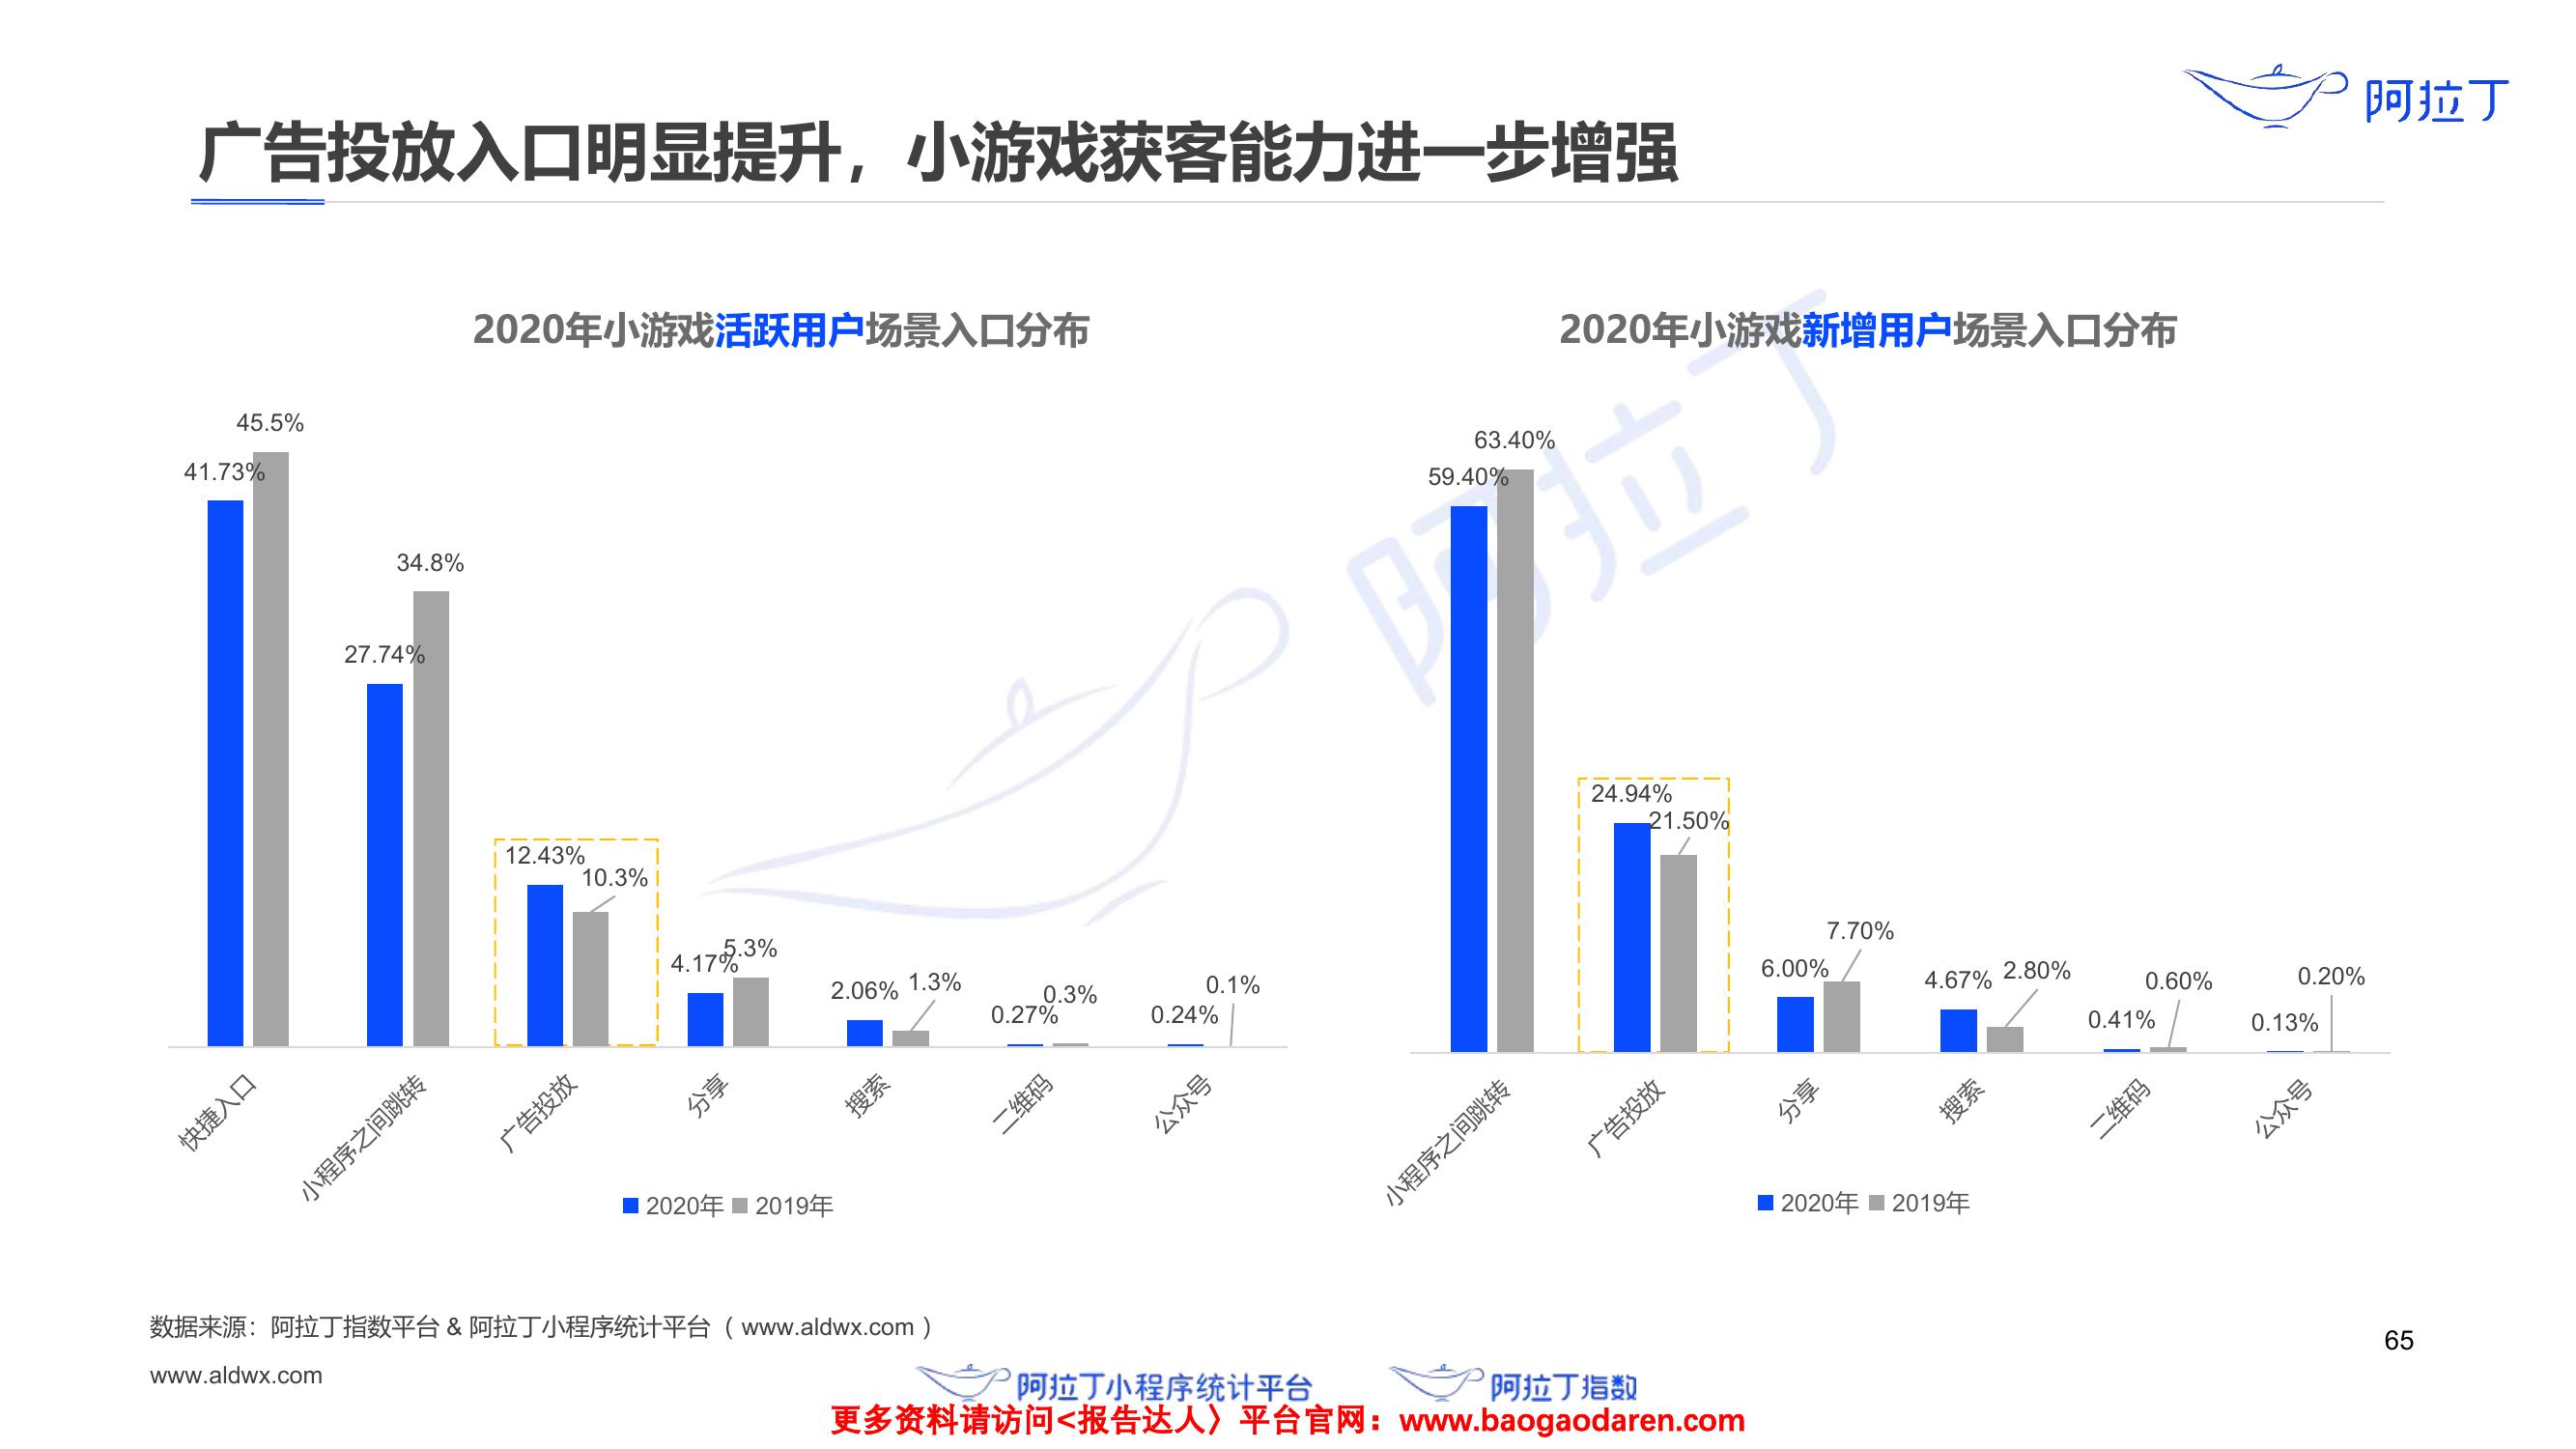 阿拉丁
广告投放入口明显提升，小游戏获客能力进一步增强
2020年小游戏活跃用户场景入口分布
45.5%
41.73%
34.8%
27.74%
12.43%
10.3%
4.17%
5.3%
2.06%
1.3%
0.27%
0.3%
0.24%
0.1%
快捷入口
小程序之间跳转
广告投放
分享
搜索
二维码
公众号
2020年 2019年
2020年小游戏新增用户场景入口分布
63.40%
59.40%
24.94%
21.50%
6.00%
7.70%
4.67%
2.80%
0.41%
0.60%
0.13%
0.20%
小程序之间跳转
广告投放
分享
搜索
二维码
公众号
2020年 2019年
阿拉丁
数据来源：阿拉丁指数平台 & 阿拉丁小程序统计平台（www.aldwx.com）
65
www.aldwx.com
阿拉丁小程序统计平台
阿拉丁指数
更多资料请访问<报告达人〉平台官网：www.baogaodaren.com